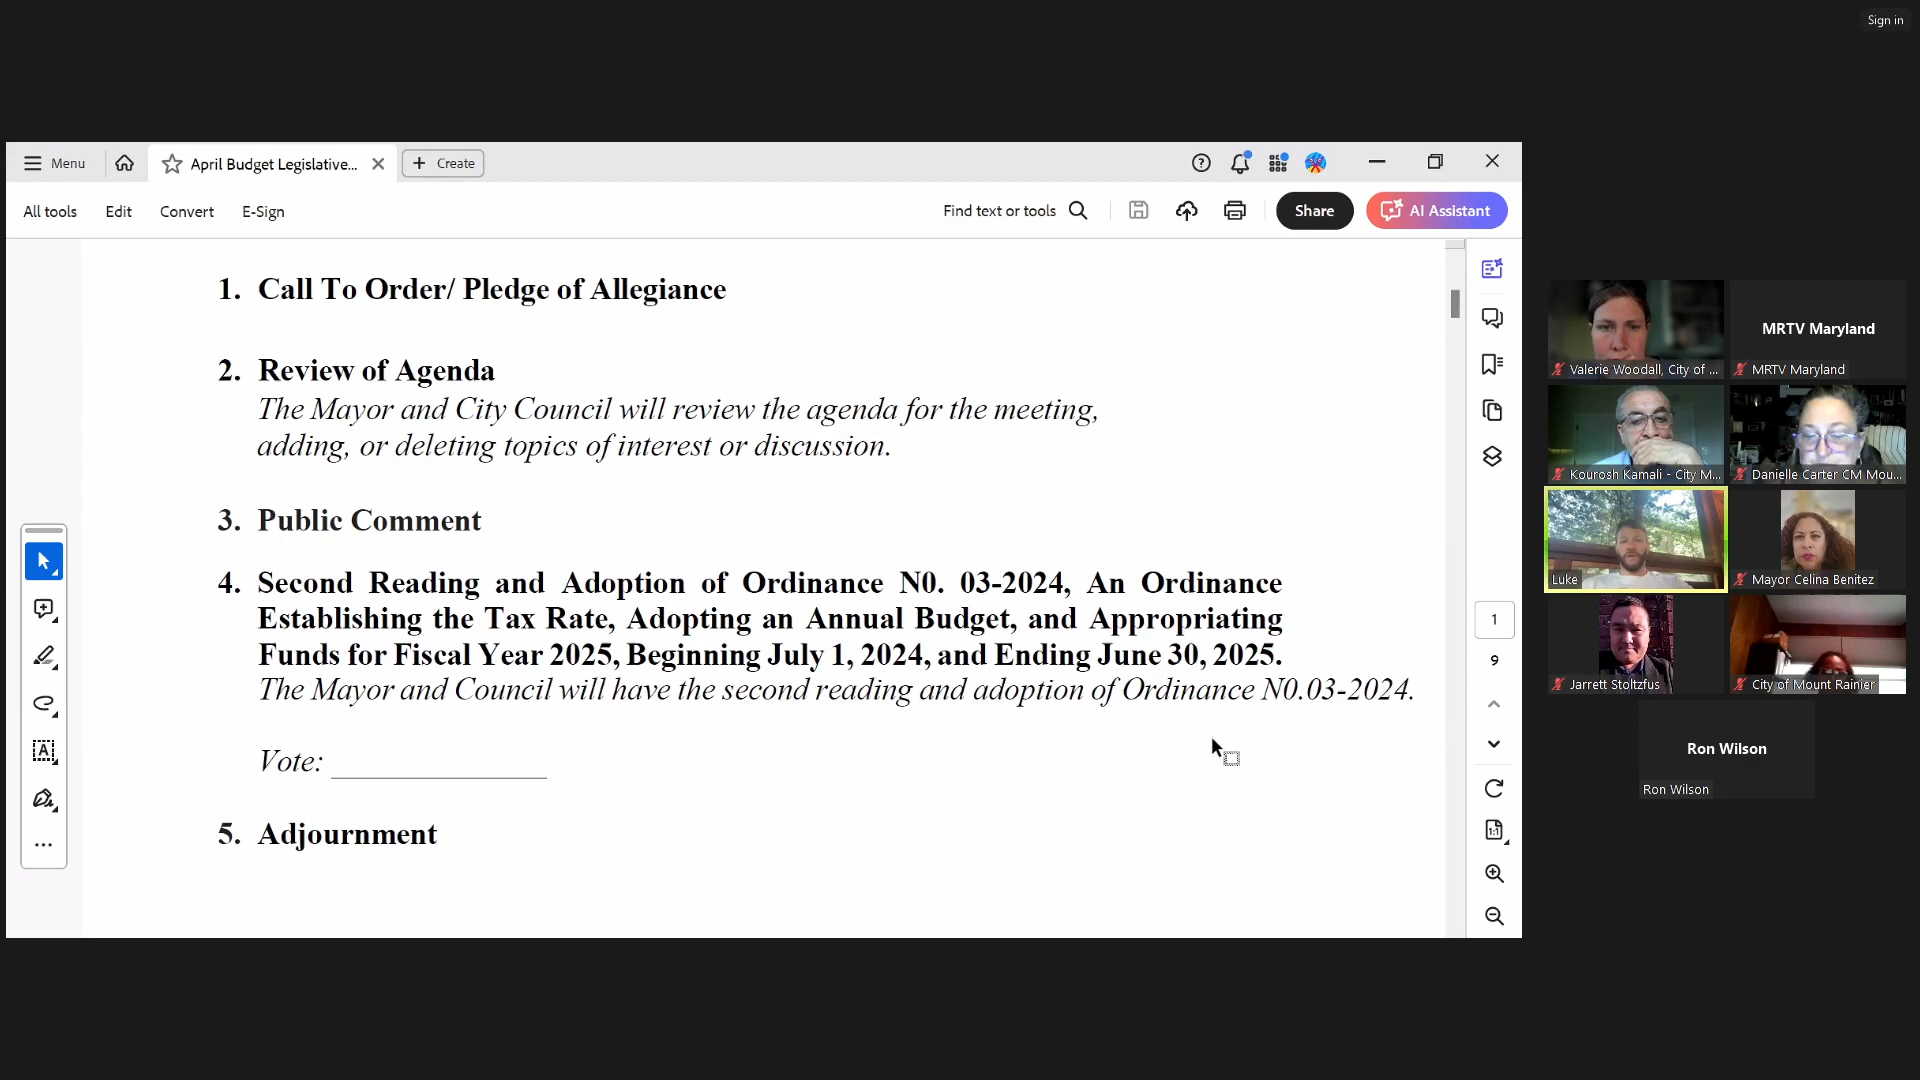 Sign in
Menu
April Budget Legislative...
Create
All tools
Edit
Convert
E-Sign
Find text or tools
Share
AI Assistant
1. Call To Order/ Pledge of Allegiance
2. Review of Agenda
The Mayor and City Council will review the agenda for the meeting,
adding, or deleting topics of interest or discussion.
3. Public Comment
4. Second Reading and Adoption of Ordinance N0. 03-2024, An Ordinance
Establishing the Tax Rate, Adopting an Annual Budget, and Appropriating
Funds for Fiscal Year 2025, Beginning July 1, 2024, and Ending June 30, 2025.
The Mayor and Council will have the second reading and adoption of Ordinance N0.03-2024.
Vote: _______________
5. Adjournment
1
9
1:1
Valerie Woodall, City of ...
MRTV Maryland
MRTV Maryland
Kourosh Kamali - City M...
Danielle Carter CM Mou...
Luke
Mayor Celina Benitez
Jarrett Stoltzfus
City of Mount Rainier
Ron Wilson
Ron Wilson